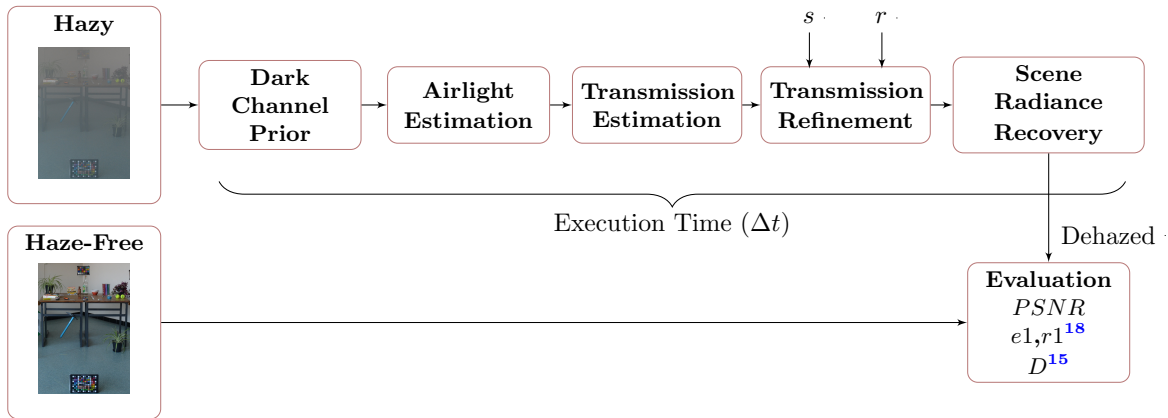 Hazy
s
r
Dark
Channel
Prior
Airlight
Estimation
Transmission
Estimation
Transmission
Refinement
Scene
Radiance
Recovery
Execution Time (Δt)
Haze-Free
Dehazed
Evaluation
PSNR
e1,r1¹⁸
D¹⁵